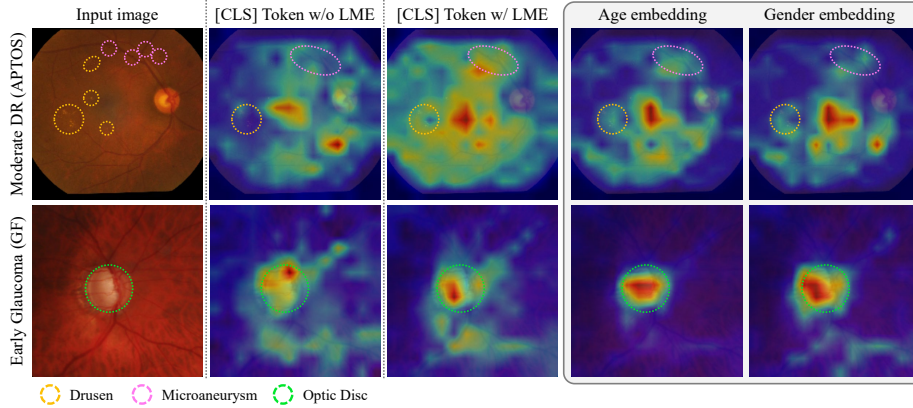 Input image
[CLS] Token w/o LME
[CLS] Token w/ LME
Age embedding
Gender embedding
Moderate DR (APTOS)
Early Glaucoma (GF)
Drusen
Microaneurysm
Optic Disc